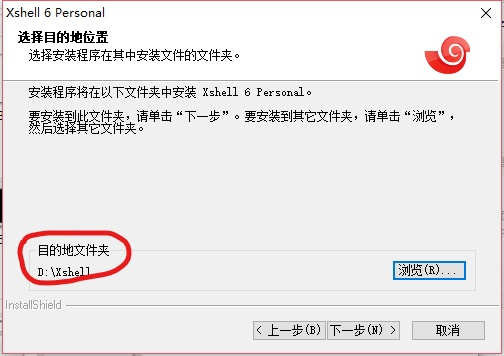 Xshell 6 Personal
选择目的地位置
选择安装程序在其中安装文件的文件夹。
安装程序将在以下文件夹中安装 Xshell 6 Personal。
要安装到此文件夹，请单击“下一步”。要安装到其它文件夹，请单击“浏览”，
然后选择其它文件夹。
目的地文件夹
D:\Xshell
浏览(R)...
InstallShield
< 上一步(B)
下一步(N) >
取消